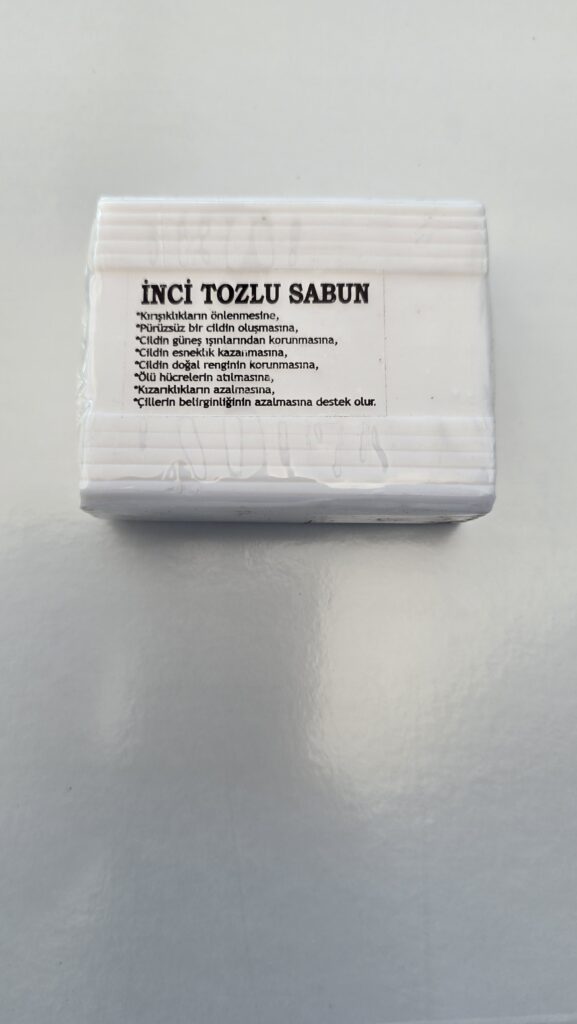 İNCİ TOZLU SABUN
*Kırışıklıkların önlenmesine,
*Pürüzsüz bir cildin oluşmasına,
*Cildin güneş ışınlarından korunmasına,
*Cildin esneklik kazanmasına,
*Cildin doğal renginin korunmasına,
*Ölü hücrelerin atılmasına,
*Kızarıklıkların azalmasına,
*Çillerin belirginliğinin azalmasına destek olur.